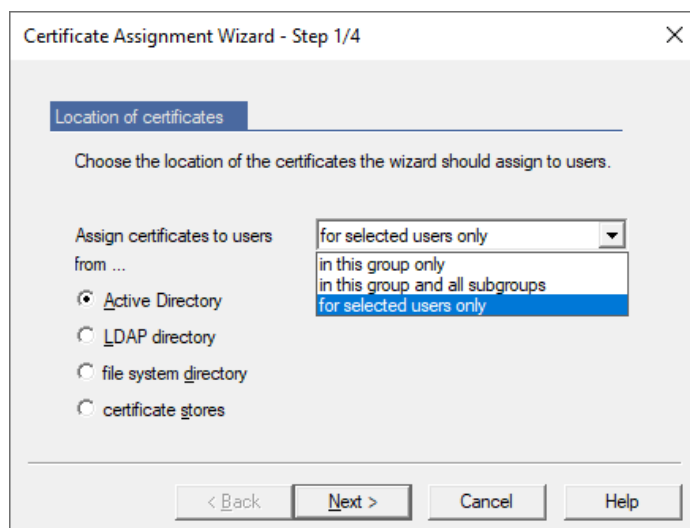 Certificate Assignment Wizard - Step 1/4
Location of certificates
Choose the location of the certificates the wizard should assign to users.
Assign certificates to users
for selected users only
from ...
in this group only
in this group and all subgroups
for selected users only
Active Directory
LDAP directory
file system directory
certificate stores
< Back
Next >
Cancel
Help